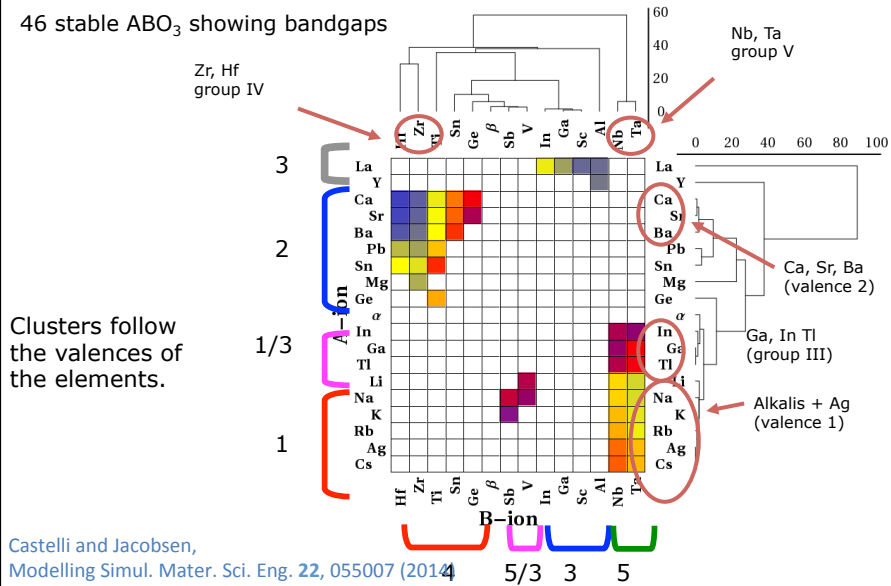 46 stable ABO₃ showing bandgaps
Zr, Hf
group IV
Nb, Ta
group V
60
40
20
0
Hf Zr Ti Sn Ge β Sb V In Ga Sc Al Nb Ta
0 20 40 60 80 100
3
2
1/3
1
A-ion
La
Y
Ca
Sr
Ba
Pb
Sn
Mg
Ge
α
In
Ga
Tl
Li
Na
K
Rb
Ag
Cs
La
Y
Ca
Sr
Ba
Pb
Sn
Mg
Ge
α
In
Ga
Tl
Li
Na
K
Rb
Ag
Cs
Ca, Sr, Ba
(valence 2)
Ga, In Tl
(group III)
Alkalis + Ag
(valence 1)
Clusters follow
the valences of
the elements.
Hf Zr Ti Sn Ge β Sb V In Ga Sc Al Nb Ta
B-ion
4 5/3 3 5
Castelli and Jacobsen,
Modelling Simul. Mater. Sci. Eng. 22, 055007 (2014)